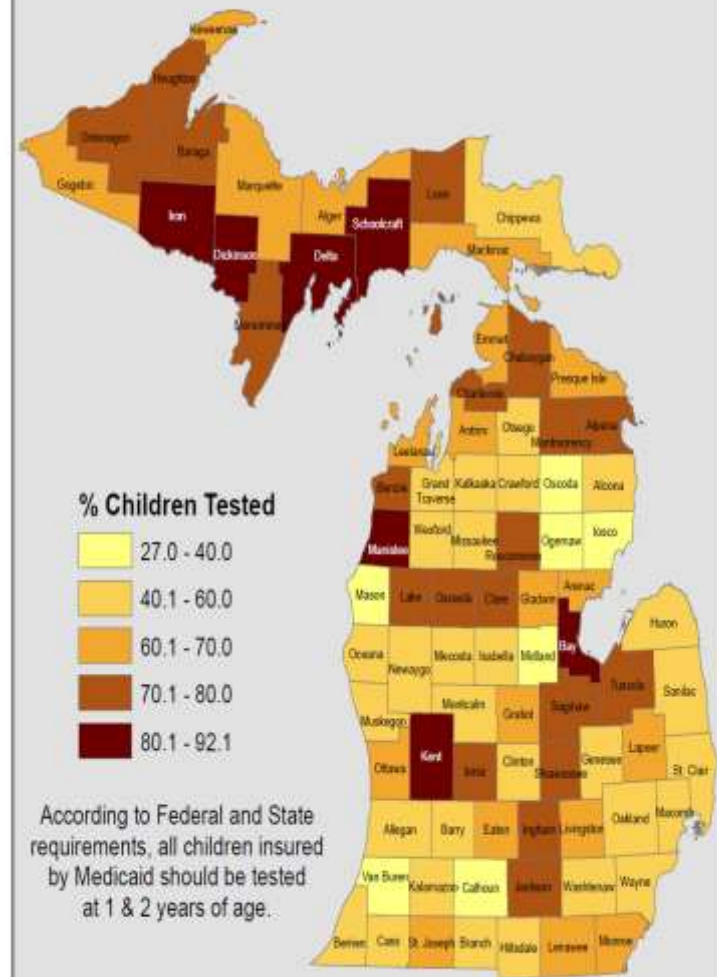 Keweenaw
Houghton
Ontonagon
Baraga
Gogebic
Marquette
Iron
Alger
Schoolcraft
Luce
Chippewa
Mackinac
Dickinson
Delta
Menominee
Emmet
Cheboygan
Presque Isle
Charlevoix
Antrim
Otsego
Montmorency
Alpena
Leelanau
Benzie
Grand
Traverse
Kalkaska
Crawford
Oscoda
Alcona
Manistee
Wexford
Missaukee
Roscommon
Ogemaw
Iosco
Mason
Lake
Osceola
Clare
Gladwin
Arenac
Huron
Bay
Oceana
Newaygo
Mecosta
Isabella
Midland
Tuscola
Sanilac
Muskegon
Montcalm
Gratiot
Saginaw
Ottawa
Kent
Ionia
Clinton
Shiawassee
Genesee
Lapeer
St. Clair
Allegan
Barry
Eaton
Ingham
Livingston
Oakland
Macomb
Van Buren
Kalamazoo
Calhoun
Jackson
Washtenaw
Wayne
Berrien
Cass
St. Joseph
Branch
Hillsdale
Lenawee
Monroe
% Children Tested
27.0 - 40.0
40.1 - 60.0
60.1 - 70.0
70.1 - 80.0
80.1 - 92.1
According to Federal and State
requirements, all children insured
by Medicaid should be tested
at 1 & 2 years of age.